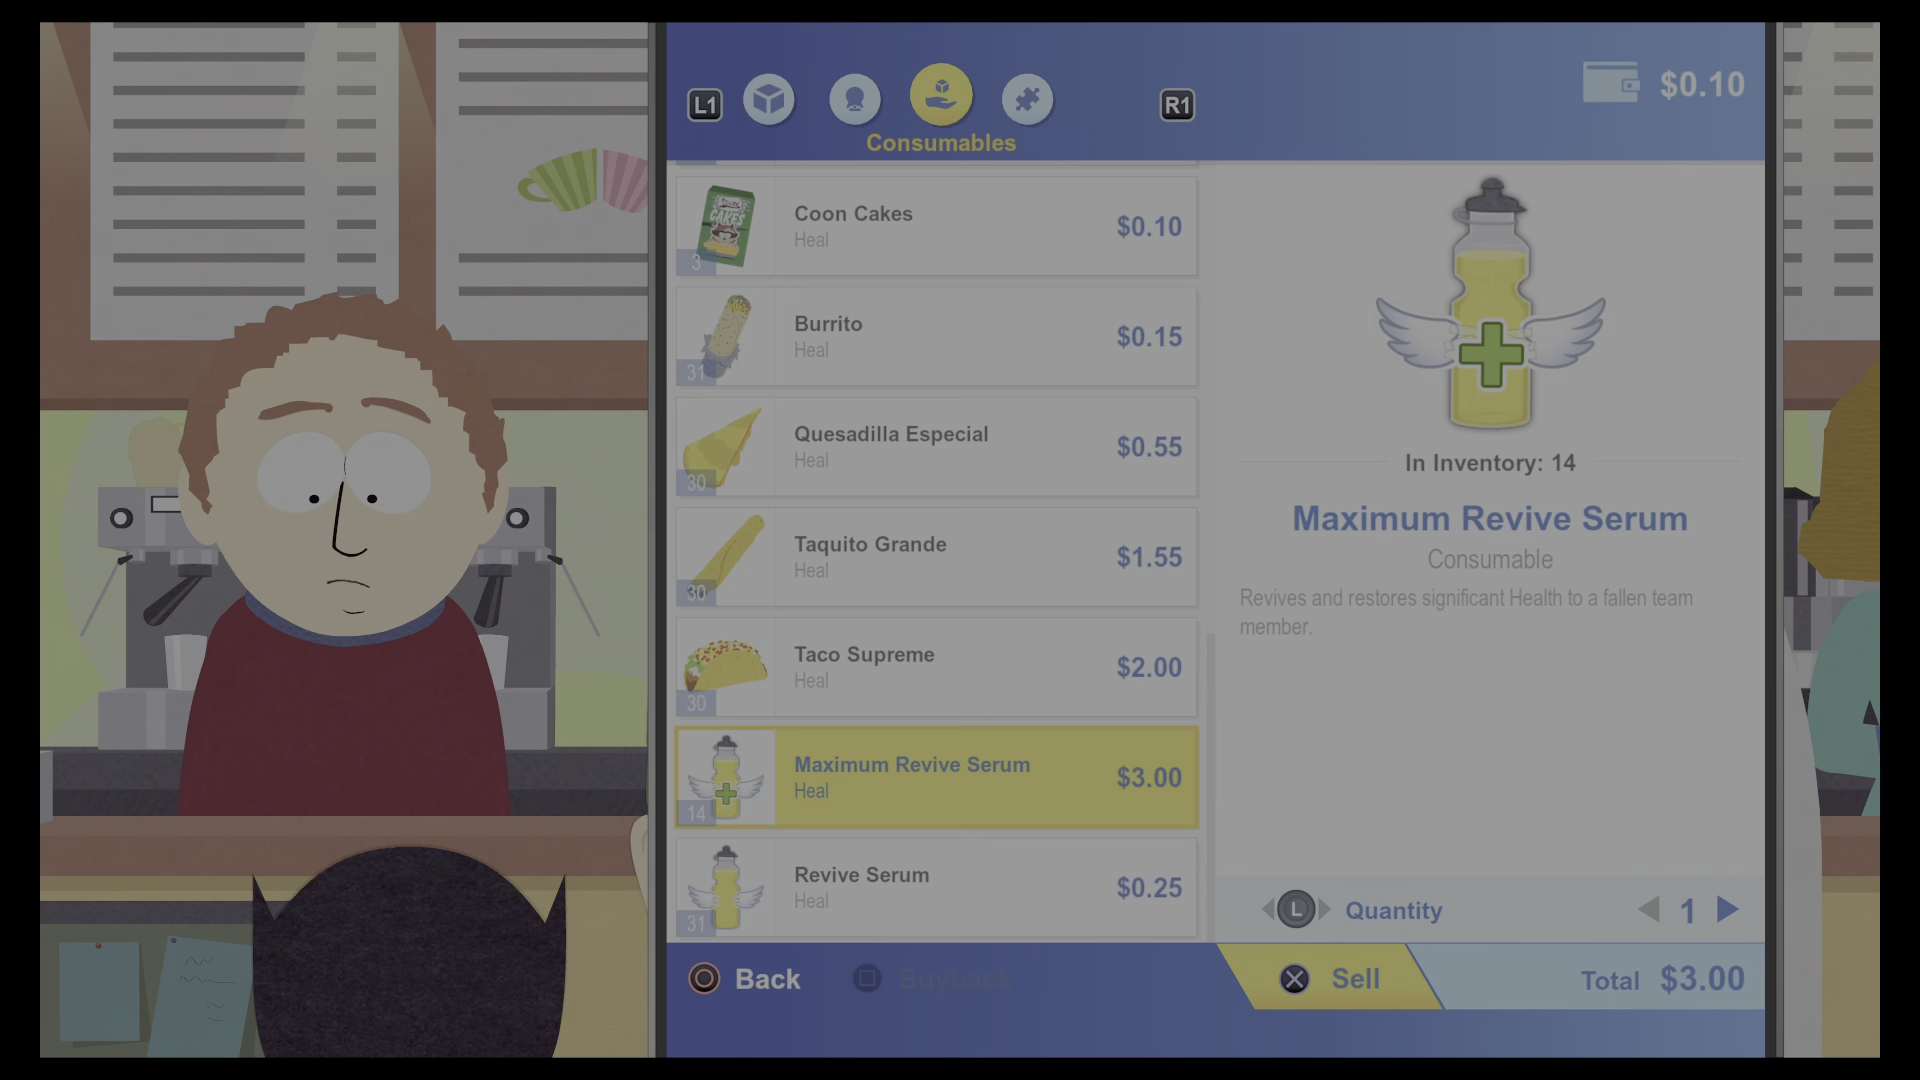 L1
R1
$0.10
Consumables
Coon Cakes
Heal
$0.10
3
CAKES
Burrito
Heal
$0.15
31
Quesadilla Especial
Heal
$0.55
30
Taquito Grande
Heal
$1.55
30
Taco Supreme
Heal
$2.00
30
Maximum Revive Serum
Heal
$3.00
14
Revive Serum
Heal
$0.25
31
In Inventory: 14
Maximum Revive Serum
Consumable
Revives and restores significant Health to a fallen team
member.
L Quantity 1
Back
Buyback
Sell
Total $3.00